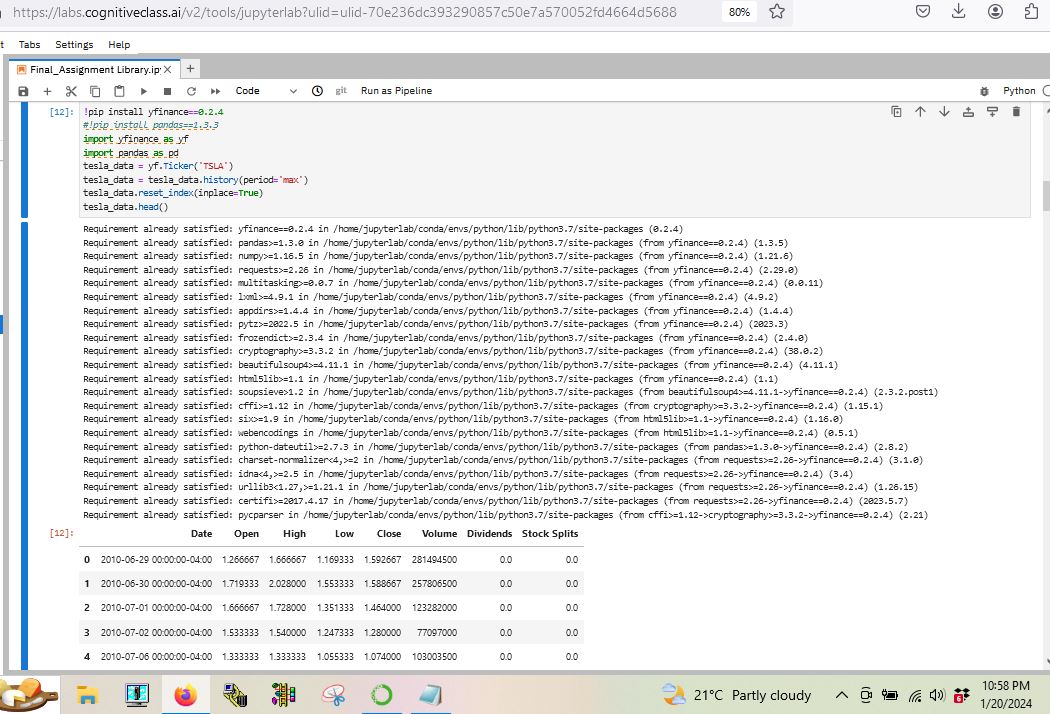 https://labs.cognitiveclass.ai/v2/tools/jupyterlab?ulid=ulid-70e236dc393290857c50e7a570052fd4664d5688 80%
t Tabs Settings Help
Final_Assignment Library.ip
Code git Run as Pipeline Python
[12]: !pip install yfinance==0.2.4
#!pip install pandas==1.3.3
import yfinance as yf
import pandas as pd
tesla_data = yf.Ticker('TSLA')
tesla_data = tesla_data.history(period='max')
tesla_data.reset_index(inplace=True)
tesla_data.head()
Requirement already satisfied: yfinance==0.2.4 in /home/jupyterlab/conda/envs/python/lib/python3.7/site-packages (0.2.4)
Requirement already satisfied: pandas>=1.3.0 in /home/jupyterlab/conda/envs/python/lib/python3.7/site-packages (from yfinance==0.2.4) (1.3.5)
Requirement already satisfied: numpy>=1.16.5 in /home/jupyterlab/conda/envs/python/lib/python3.7/site-packages (from yfinance==0.2.4) (1.21.6)
Requirement already satisfied: requests>=2.26 in /home/jupyterlab/conda/envs/python/lib/python3.7/site-packages (from yfinance==0.2.4) (2.29.0)
Requirement already satisfied: multitasking>=0.0.7 in /home/jupyterlab/conda/envs/python/lib/python3.7/site-packages (from yfinance==0.2.4) (0.0.11)
Requirement already satisfied: lxml>=4.9.1 in /home/jupyterlab/conda/envs/python/lib/python3.7/site-packages (from yfinance==0.2.4) (4.9.2)
Requirement already satisfied: appdirs>=1.4.4 in /home/jupyterlab/conda/envs/python/lib/python3.7/site-packages (from yfinance==0.2.4) (1.4.4)
Requirement already satisfied: pytz>=2022.5 in /home/jupyterlab/conda/envs/python/lib/python3.7/site-packages (from yfinance==0.2.4) (2023.3)
Requirement already satisfied: frozendict>=2.3.4 in /home/jupyterlab/conda/envs/python/lib/python3.7/site-packages (from yfinance==0.2.4) (2.4.0)
Requirement already satisfied: cryptography>=3.3.2 in /home/jupyterlab/conda/envs/python/lib/python3.7/site-packages (from yfinance==0.2.4) (38.0.2)
Requirement already satisfied: beautifulsoup4>=4.11.1 in /home/jupyterlab/conda/envs/python/lib/python3.7/site-packages (from yfinance==0.2.4) (4.11.1)
Requirement already satisfied: html5lib>=1.1 in /home/jupyterlab/conda/envs/python/lib/python3.7/site-packages (from yfinance==0.2.4) (1.1)
Requirement already satisfied: soupsieve>1.2 in /home/jupyterlab/conda/envs/python/lib/python3.7/site-packages (from beautifulsoup4>=4.11.1->yfinance==0.2.4) (2.3.2.post1)
Requirement already satisfied: cffi>=1.12 in /home/jupyterlab/conda/envs/python/lib/python3.7/site-packages (from cryptography>=3.3.2->yfinance==0.2.4) (1.15.1)
Requirement already satisfied: six>=1.9 in /home/jupyterlab/conda/envs/python/lib/python3.7/site-packages (from html5lib>=1.1->yfinance==0.2.4) (1.16.0)
Requirement already satisfied: webencodings in /home/jupyterlab/conda/envs/python/lib/python3.7/site-packages (from html5lib>=1.1->yfinance==0.2.4) (0.5.1)
Requirement already satisfied: python-dateutil>=2.7.3 in /home/jupyterlab/conda/envs/python/lib/python3.7/site-packages (from pandas>=1.3.0->yfinance==0.2.4) (2.8.2)
Requirement already satisfied: charset-normalizer<4,>=2 in /home/jupyterlab/conda/envs/python/lib/python3.7/site-packages (from requests>=2.26->yfinance==0.2.4) (3.1.0)
Requirement already satisfied: idna<4,>=2.5 in /home/jupyterlab/conda/envs/python/lib/python3.7/site-packages (from requests>=2.26->yfinance==0.2.4) (3.4)
Requirement already satisfied: urllib3<1.27,>=1.21.1 in /home/jupyterlab/conda/envs/python/lib/python3.7/site-packages (from requests>=2.26->yfinance==0.2.4) (1.26.15)
Requirement already satisfied: certifi>=2017.4.17 in /home/jupyterlab/conda/envs/python/lib/python3.7/site-packages (from requests>=2.26->yfinance==0.2.4) (2023.5.7)
Requirement already satisfied: pycparser in /home/jupyterlab/conda/envs/python/lib/python3.7/site-packages (from cffi>=1.12->cryptography>=3.3.2->yfinance==0.2.4) (2.21)
[12]: Date Open High Low Close Volume Dividends Stock Splits
0 2010-06-29 00:00:00-04:00 1.266667 1.666667 1.169333 1.592667 281494500 0.0 0.0
1 2010-06-30 00:00:00-04:00 1.719333 2.028000 1.553333 1.588667 257806500 0.0 0.0
2 2010-07-01 00:00:00-04:00 1.666667 1.728000 1.351333 1.464000 123282000 0.0 0.0
3 2010-07-02 00:00:00-04:00 1.533333 1.540000 1.247333 1.280000 77097000 0.0 0.0
4 2010-07-06 00:00:00-04:00 1.333333 1.333333 1.055333 1.074000 103003500 0.0 0.0
21°C Partly cloudy 6 10:58 PM
1/20/2024